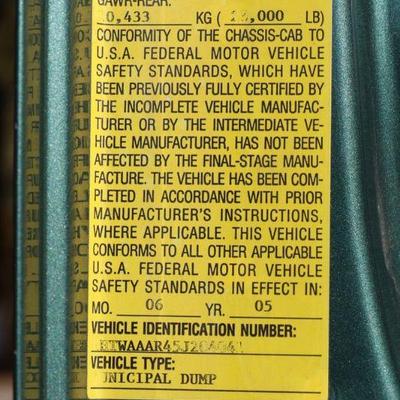 GAWR-REAR:
0,433 KG ( ,000 LB)
CONFORMITY OF THE CHASSIS-CAB TO
U.S.A. FEDERAL MOTOR VEHICLE
SAFETY STANDARDS, WHICH HAVE
BEEN PREVIOUSLY FULLY CERTIFIED BY
THE INCOMPLETE VEHICLE MANUFAC-
TURER OR BY THE INTERMEDIATE VE-
HICLE MANUFACTURER, HAS NOT BEEN
AFFECTED BY THE FINAL-STAGE MANU-
FACTURE. THE VEHICLE HAS BEEN COM-
PLETED IN ACCORDANCE WITH PRIOR
MANUFACTURER'S INSTRUCTIONS,
WHERE APPLICABLE. THIS VEHICLE
CONFORMS TO ALL OTHER APPLICABLE
U.S.A. FEDERAL MOTOR VEHICLE
SAFETY STANDARDS IN EFFECT IN:
MO. 06 YR. 05
VEHICLE IDENTIFICATION NUMBER:
VEHICLE TYPE:
UNICIPAL DUMP